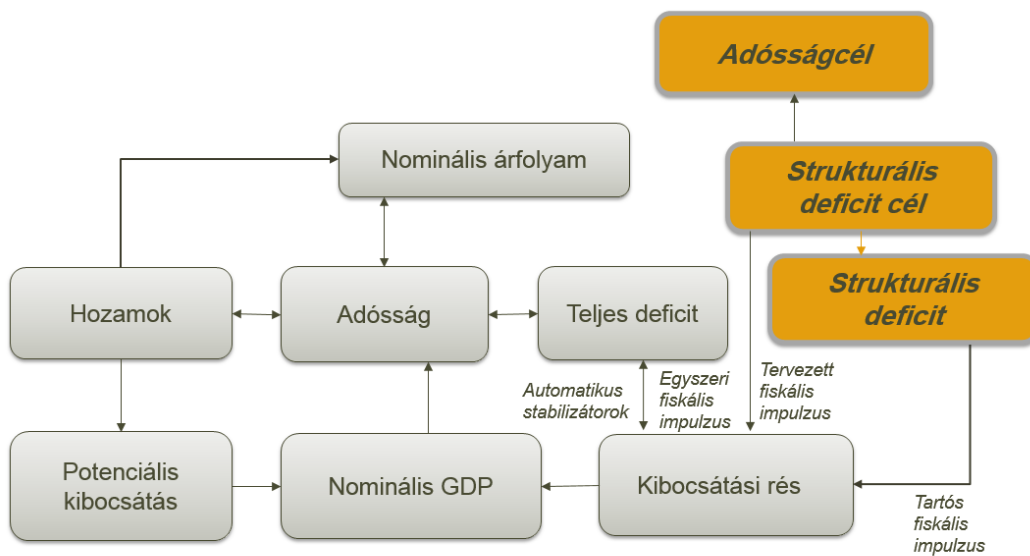 Adósságcél
Nominális árfolyam
Strukturális
deficit cél
Hozamok
Adósság
Teljes deficit
Strukturális
deficit
Automatikus
stabilizátorok
Egyszeri
fiskális
impulzus
Tervezett
fiskális
impulzus
Potenciális
kibocsátás
Nominális GDP
Kibocsátási rés
Tartós
fiskális
impulzus